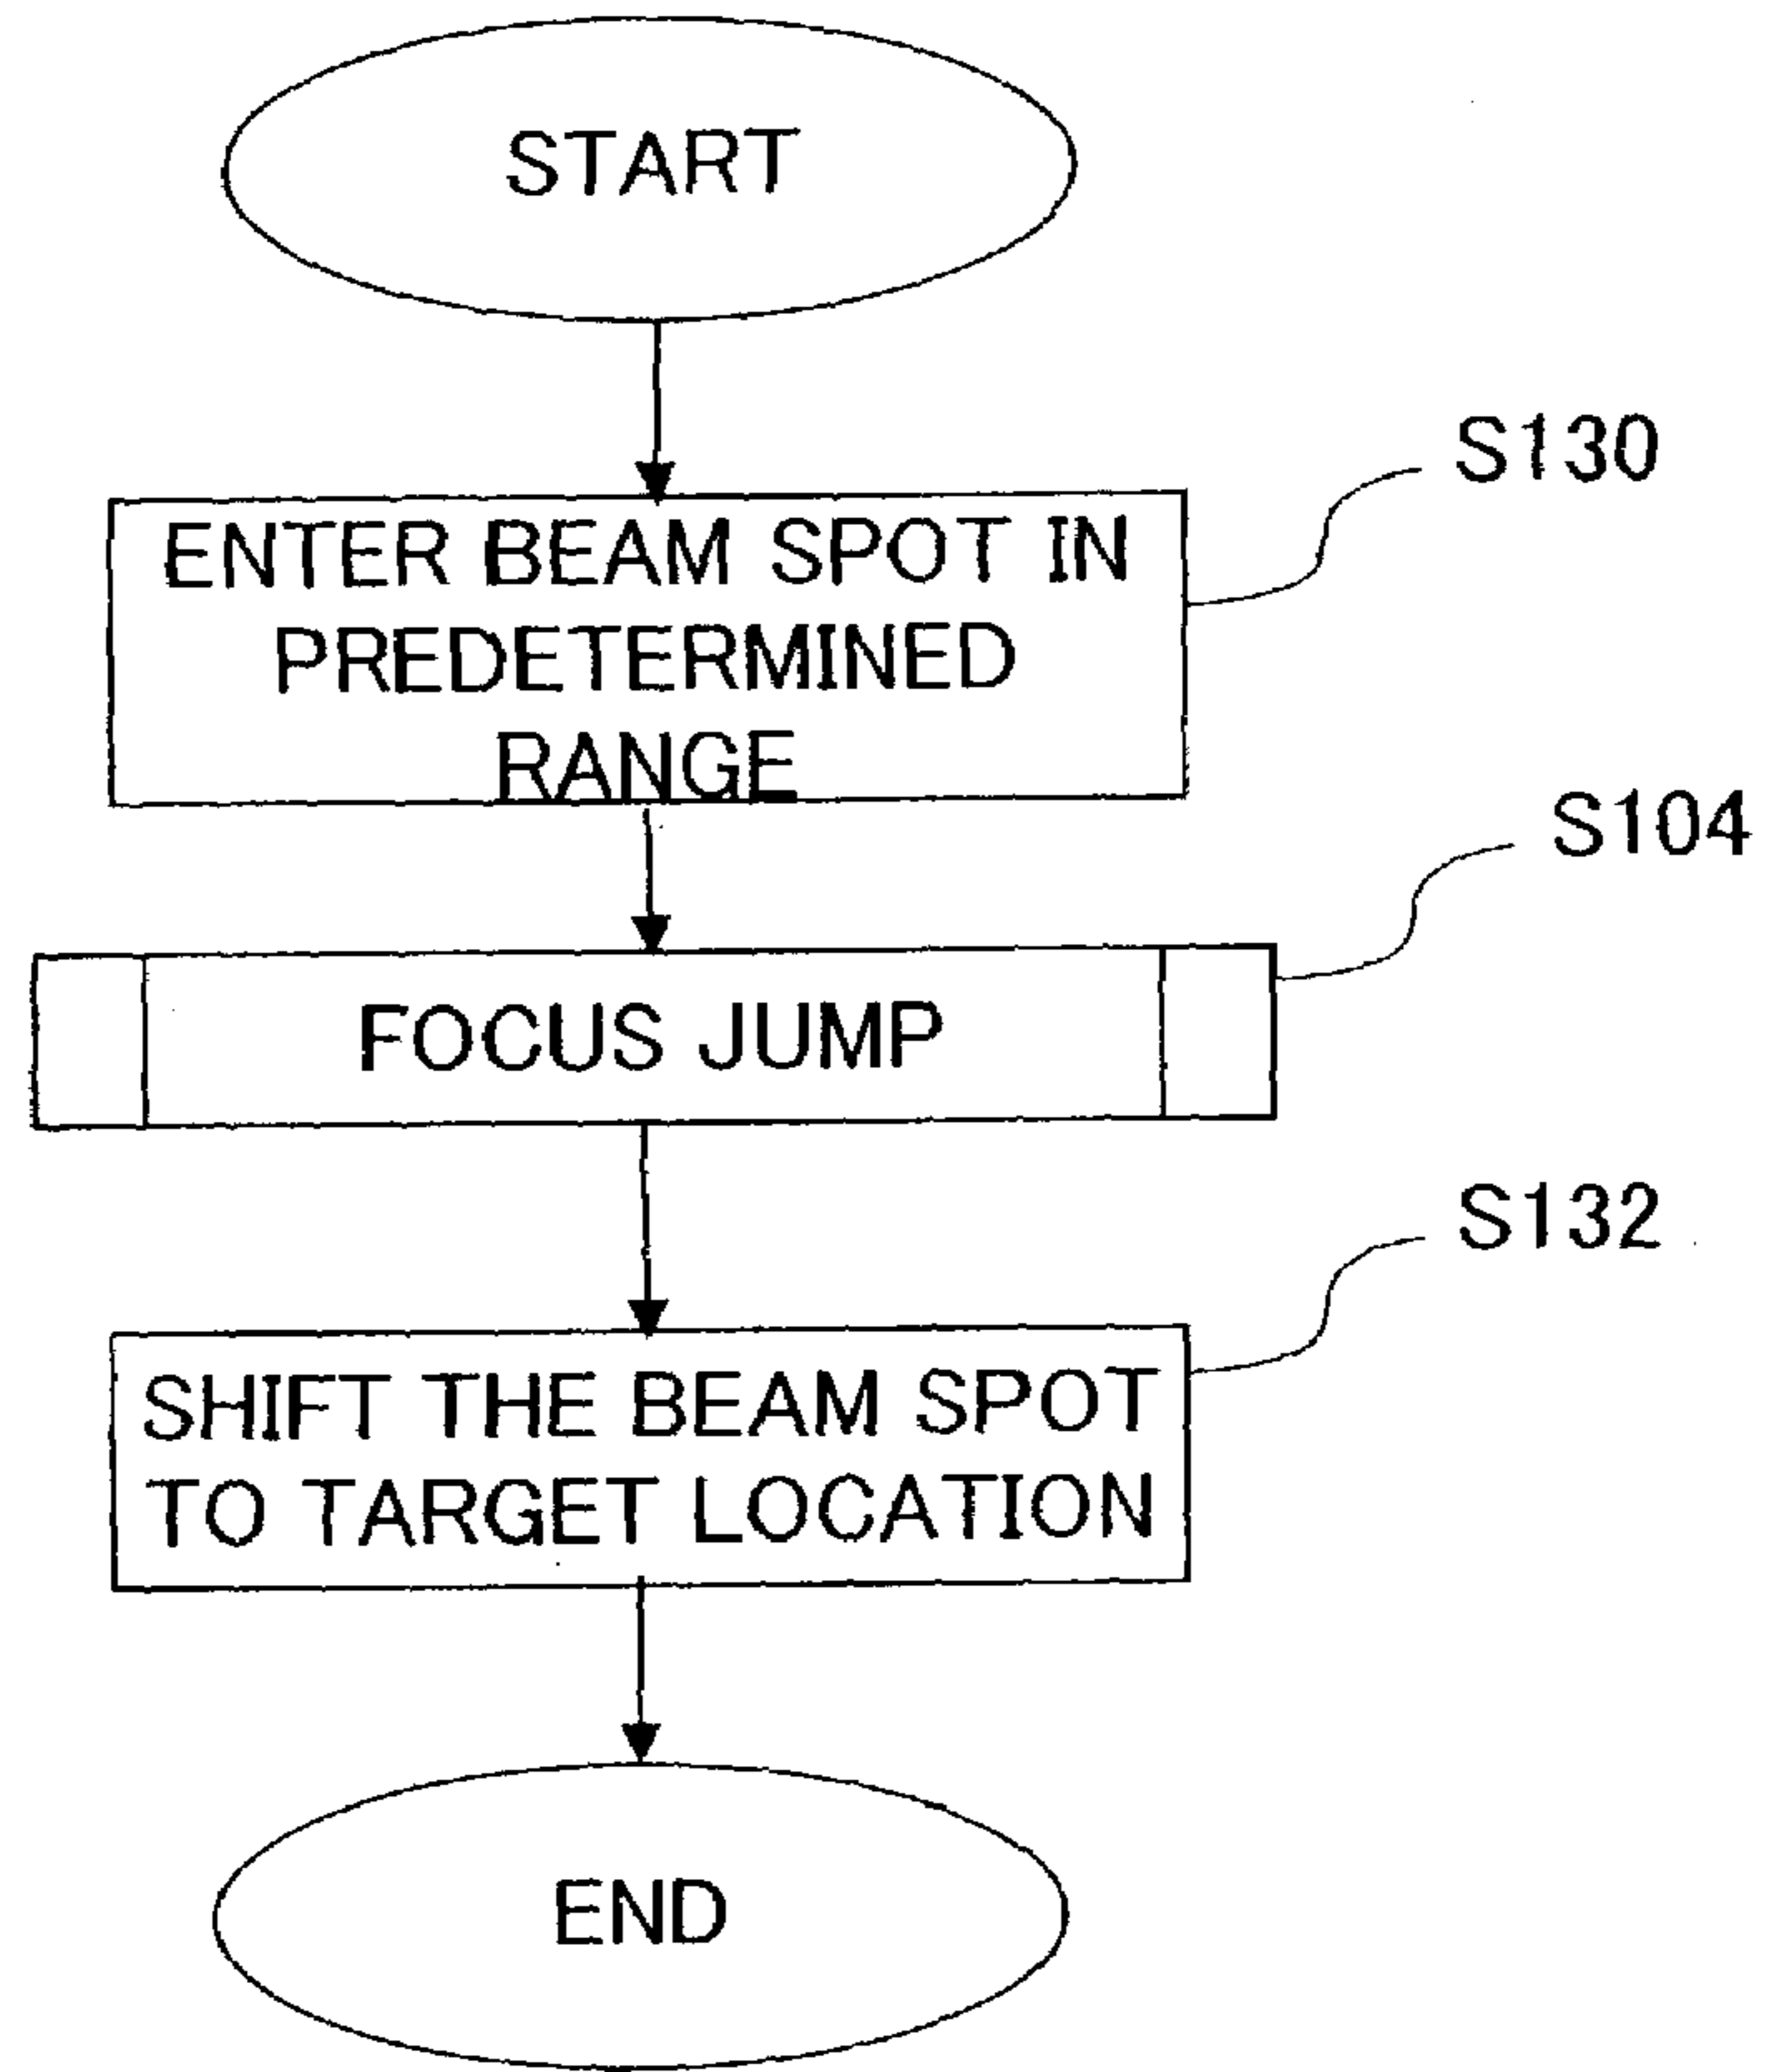 START
S130
ENTER BEAM SPOT IN
PREDETERMINED
RANGE
S104
FOCUS JUMP
S132
SHIFT THE BEAM SPOT
TO TARGET LOCATION
END